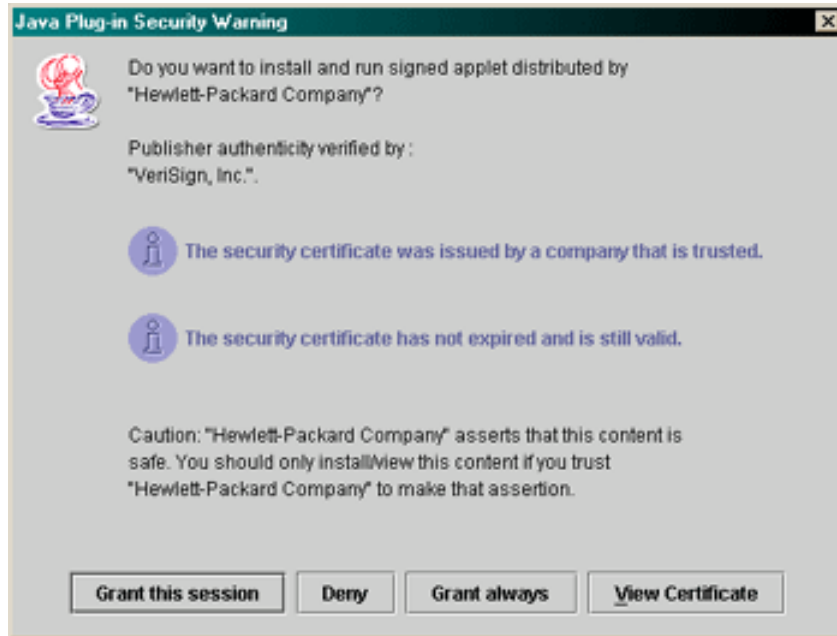 Java Plug-in Security Warning
Do you want to install and run signed applet distributed by
"Hewlett-Packard Company"?
Publisher authenticity verified by :
"VeriSign, Inc.".
The security certificate was issued by a company that is trusted.
The security certificate has not expired and is still valid.
Caution: "Hewlett-Packard Company" asserts that this content is
safe. You should only install/view this content if you trust
"Hewlett-Packard Company" to make that assertion.
Grant this session Deny Grant always View Certificate